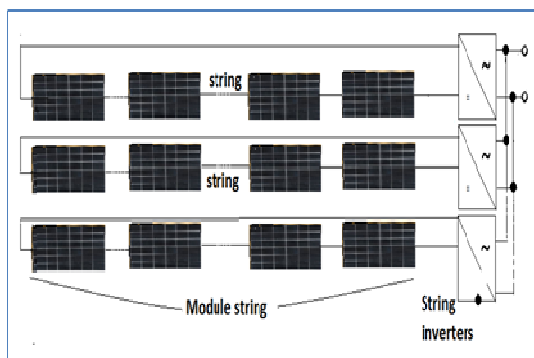 string
string
Module string
String
inverters